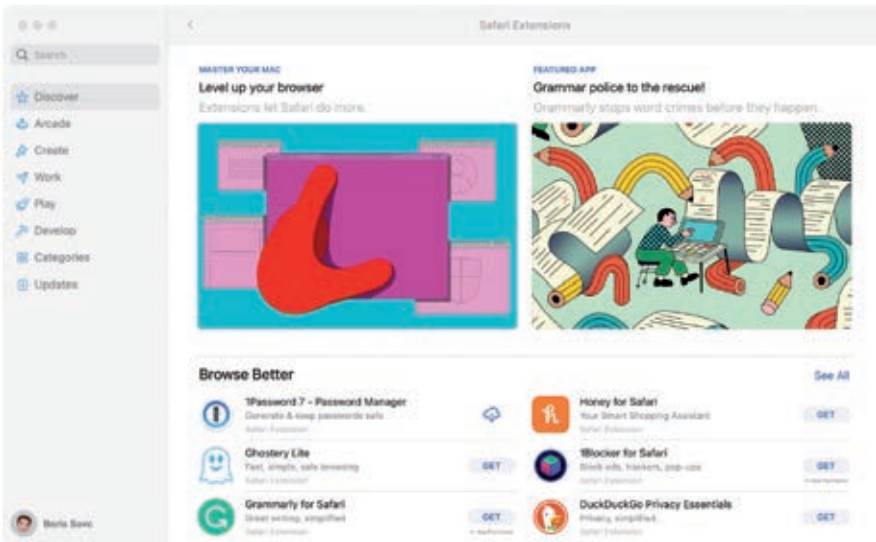 Safari Extensions
Search
Discover
Arcade
Create
Work
Play
Develop
Categories
Updates
MASTER YOUR MAC
Level up your browser
Extensions let Safari do more.
FEATURED APP
Grammar police to the rescue!
Grammarly stops word crimes before they happen.
Browse Better
See All
1Password 7 - Password Manager
Generate & keep passwords safe
Safari Extension
Honey for Safari
Your Smart Shopping Assistant
Safari Extension
GET
Ghostery Lite
Fast, simple, safe browsing
Safari Extension
GET
1Blocker for Safari
Block ads, trackers, pop-ups
Safari Extension
GET
Grammarly for Safari
Great writing, simplified
Safari Extension
GET
DuckDuckGo Privacy Essentials
Privacy, simplified.
Safari Extension
GET
Boris Savc